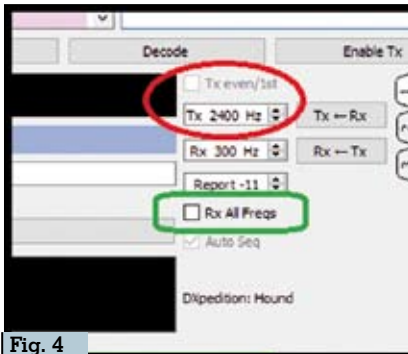 Decode Enable Tx
Tx even/1st
Tx 2400 Hz Tx ← Rx
Rx 300 Hz Rx ← Tx
Report -11
Rx All Freqs
Auto Seq
DXpedition: Hound
Fig. 4